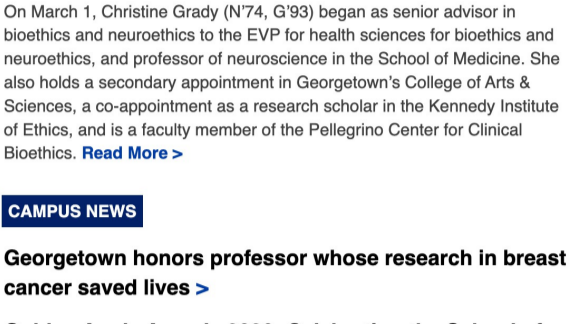 On March 1, Christine Grady (N’74, G’93) began as senior advisor in
bioethics and neuroethics to the EVP for health sciences for bioethics and
neuroethics, and professor of neuroscience in the School of Medicine. She
also holds a secondary appointment in Georgetown’s College of Arts &
Sciences, a co-appointment as a research scholar in the Kennedy Institute
of Ethics, and is a faculty member of the Pellegrino Center for Clinical
Bioethics. Read More >
CAMPUS NEWS
Georgetown honors professor whose research in breast
cancer saved lives >